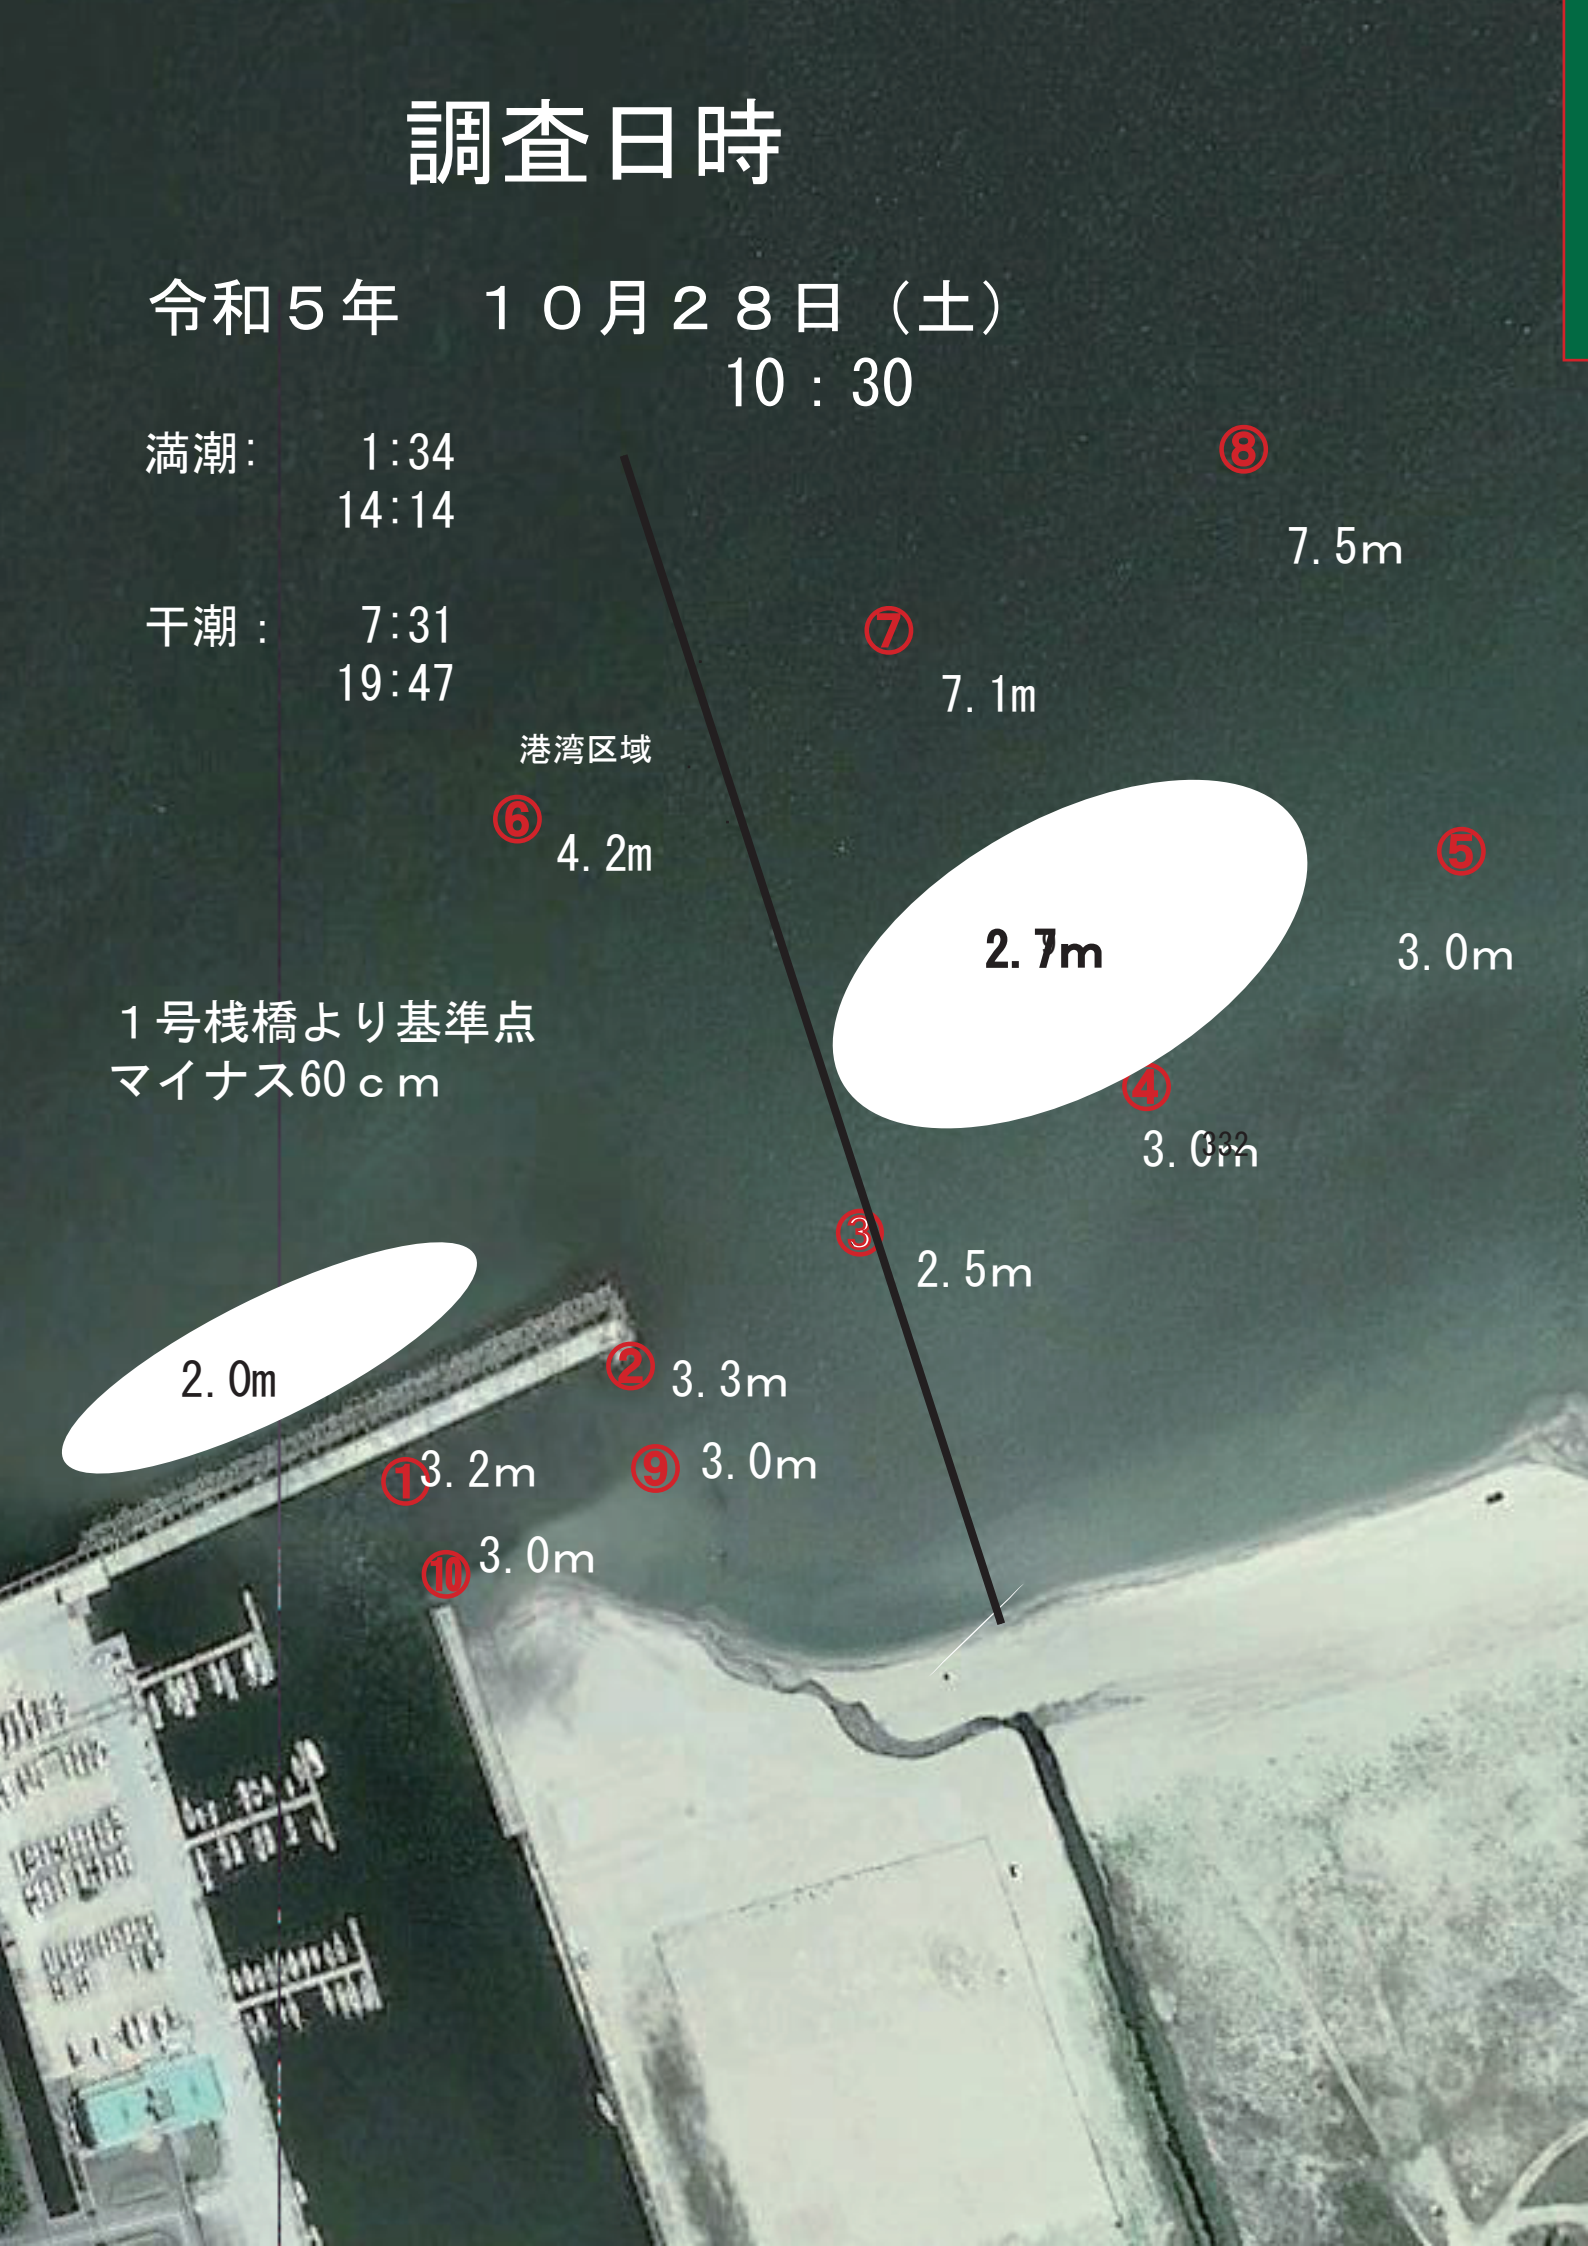 調査日時
令和５年　１０月２８日（土）
10：30
満潮： 1:34
14:14
干潮： 7:31
19:47
⑧
7.5m
⑦
7.1m
港湾区域
⑥
4.2m
⑤
3.0m
2.7m
１号桟橋より基準点
マイナス60ｃｍ
④
3.0m
③
2.5m
2.0m
②
3.3m
①
3.2m
⑨
3.0m
⑩
3.0m